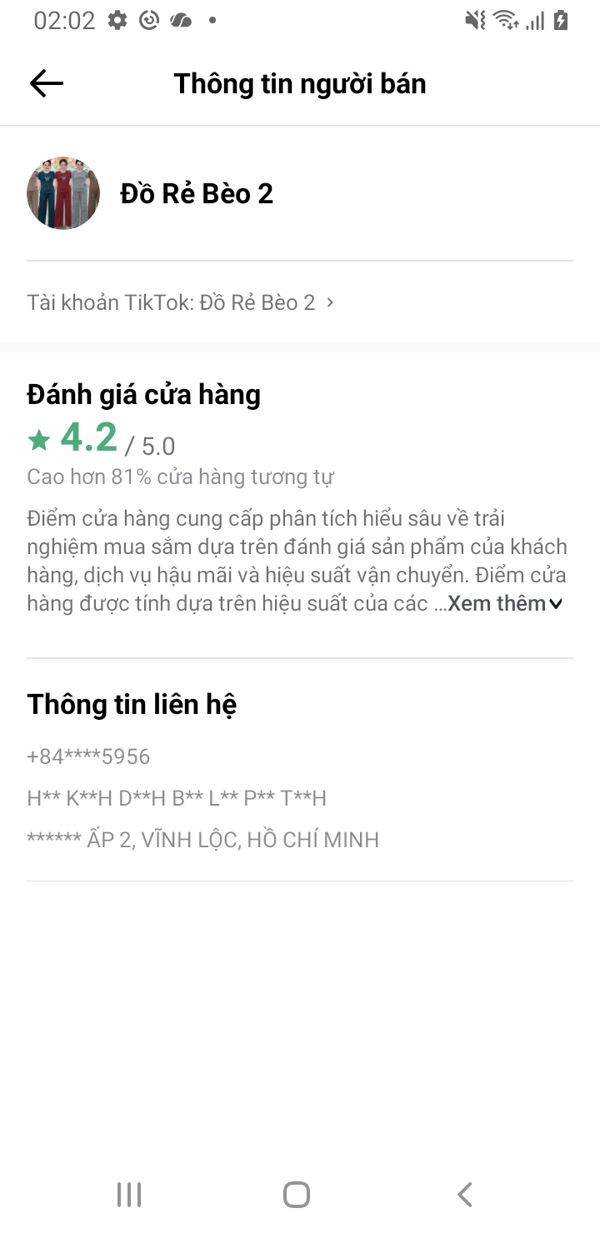 02:02
Thông tin người bán
Đồ Rẻ Bèo 2
Tài khoản TikTok: Đồ Rẻ Bèo 2 >
Đánh giá cửa hàng
4.2 / 5.0
Cao hơn 81% cửa hàng tương tự
Điểm cửa hàng cung cấp phân tích hiểu sâu về trải
nghiệm mua sắm dựa trên đánh giá sản phẩm của khách
hàng, dịch vụ hậu mãi và hiệu suất vận chuyển. Điểm cửa
hàng được tính dựa trên hiệu suất của các ...Xem thêm
Thông tin liên hệ
+84****5956
H** K**H D**H B** L** P** T**H
****** ẤP 2, VĨNH LỘC, HỒ CHÍ MINH